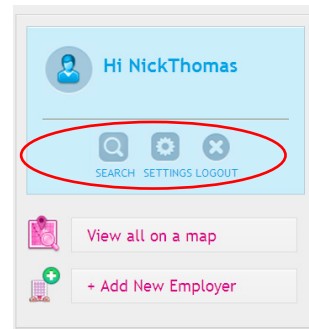 Hi NickThomas
SEARCH SETTINGS LOGOUT
View all on a map
+ Add New Employer